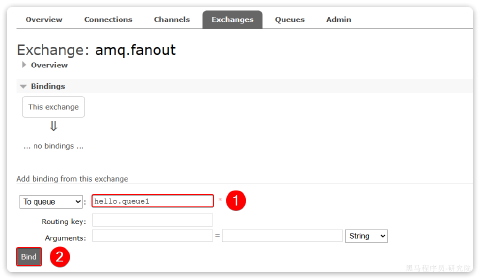 Overview Connections Channels Exchanges Queues Admin
Exchange: amq.fanout
Overview
Bindings
This exchange
⇓
... no bindings ...
Add binding from this exchange
To queue : hello.queue1 * 1
Routing key:
Arguments: = String
Bind 2